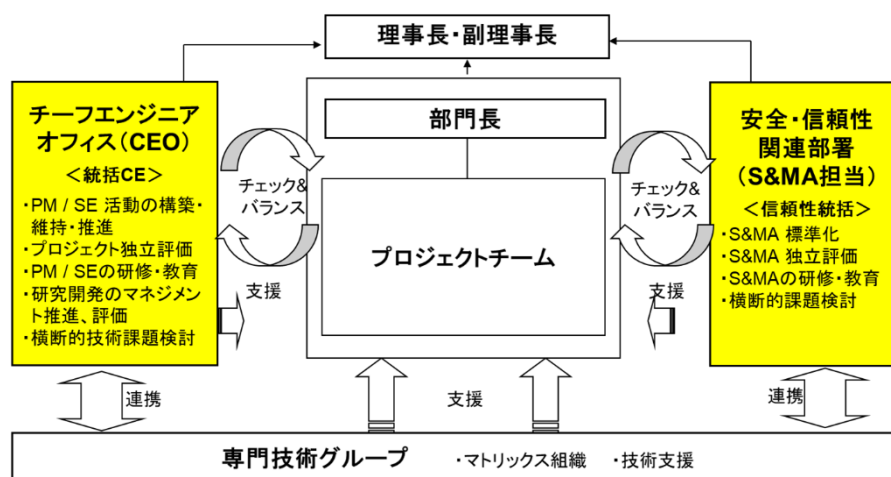 理事長・副理事長
チーフエンジニア
オフィス(CEO)
<統括CE>
・PM / SE 活動の構築・
維持・推進
・プロジェクト独立評価
・PM / SEの研修・教育
・研究開発のマネジメン
ト推進、評価
・横断的技術課題検討
チェック&
バランス
支援
部門長
プロジェクトチーム
チェック&
バランス
支援
安全・信頼性
関連部署
(S&MA担当)
<信頼性統括>
・S&MA 標準化
・S&MA 独立評価
・S&MAの研修・教育
・横断的課題検討
連携
支援
連携
専門技術グループ ・マトリックス組織 ・技術支援